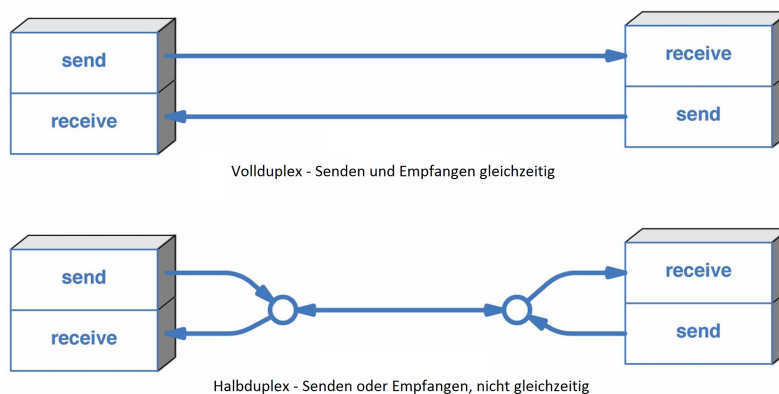 send
receive
receive
send
Vollduplex - Senden und Empfangen gleichzeitig
send
receive
receive
send
Halbduplex - Senden oder Empfangen, nicht gleichzeitig